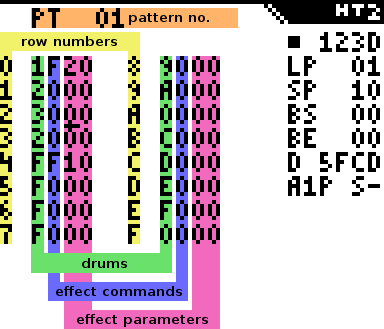 PT 01 pattern no. HT2
row numbers
■ 123D
0 1F20 8 9000 LP 01
1 2000 9 A000 SP 10
2 3000 A B000 BS 00
3 2000 B C000 BE 00
4 FF10 C D000 D 5FCD
5 F000 D E000 A1P S-
6 F000 E F000
7 F000 F 0000
drums
effect commands
effect parameters